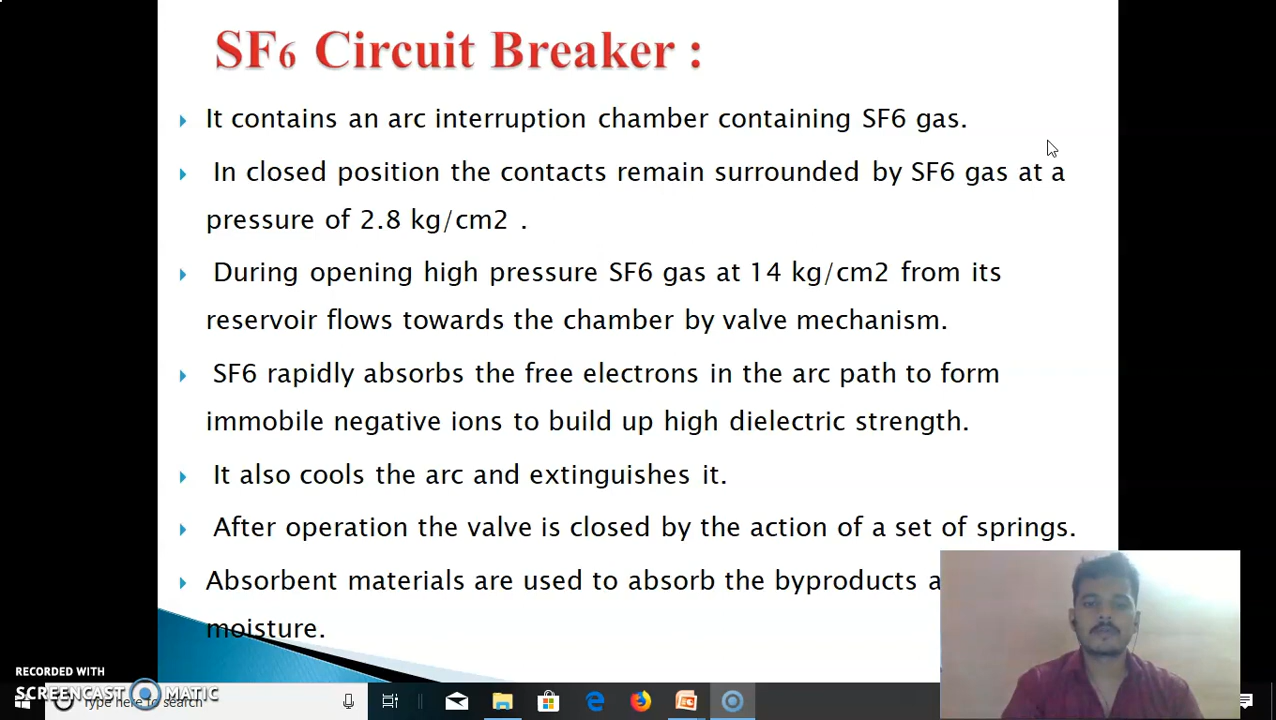 SF6 Circuit Breaker :
It contains an arc interruption chamber containing SF6 gas.
In closed position the contacts remain surrounded by SF6 gas at a
pressure of 2.8 kg/cm2 .
During opening high pressure SF6 gas at 14 kg/cm2 from its
reservoir flows towards the chamber by valve mechanism.
SF6 rapidly absorbs the free electrons in the arc path to form
immobile negative ions to build up high dielectric strength.
It also cools the arc and extinguishes it.
After operation the valve is closed by the action of a set of springs.
Absorbent materials are used to absorb the byproducts
moisture.
RECORDED WITH
SCREENCAST MATIC
Type here to search